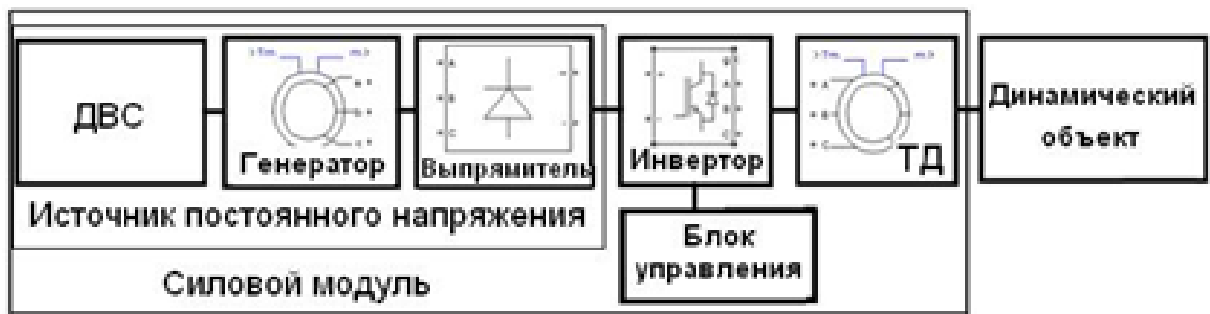 ДВС
Генератор
Выпрямитель
Инвертор
ТД
Динамический
объект
Источник постоянного напряжения
Блок
управления
Силовой модуль